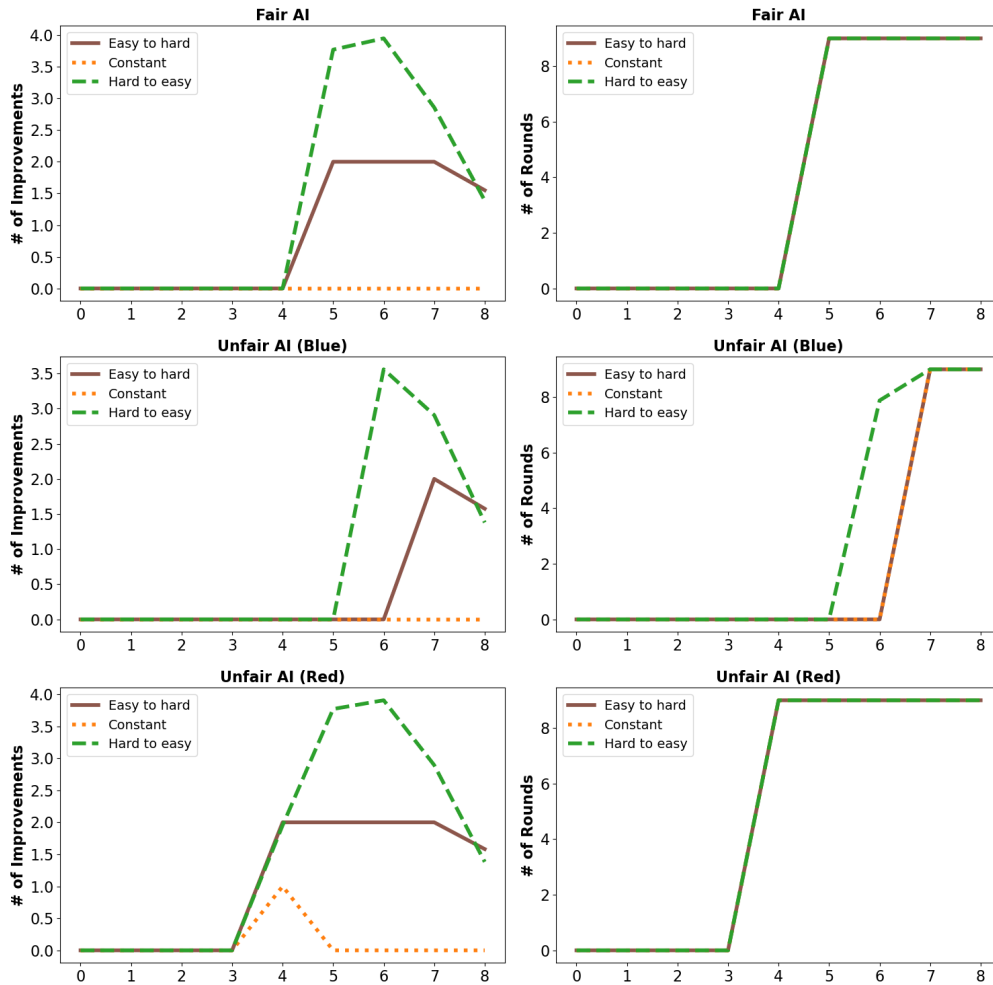 Fair AI
# of Improvements
4.0
3.5
3.0
2.5
2.0
1.5
1.0
0.5
0.0
Easy to hard
Constant
Hard to easy
0 1 2 3 4 5 6 7 8
Fair AI
# of Rounds
8
6
4
2
0
Easy to hard
Constant
Hard to easy
0 1 2 3 4 5 6 7 8
Unfair AI (Blue)
# of Improvements
3.5
3.0
2.5
2.0
1.5
1.0
0.5
0.0
Easy to hard
Constant
Hard to easy
0 1 2 3 4 5 6 7 8
Unfair AI (Blue)
# of Rounds
8
6
4
2
0
Easy to hard
Constant
Hard to easy
0 1 2 3 4 5 6 7 8
Unfair AI (Red)
# of Improvements
4.0
3.5
3.0
2.5
2.0
1.5
1.0
0.5
0.0
Easy to hard
Constant
Hard to easy
0 1 2 3 4 5 6 7 8
Unfair AI (Red)
# of Rounds
8
6
4
2
0
Easy to hard
Constant
Hard to easy
0 1 2 3 4 5 6 7 8